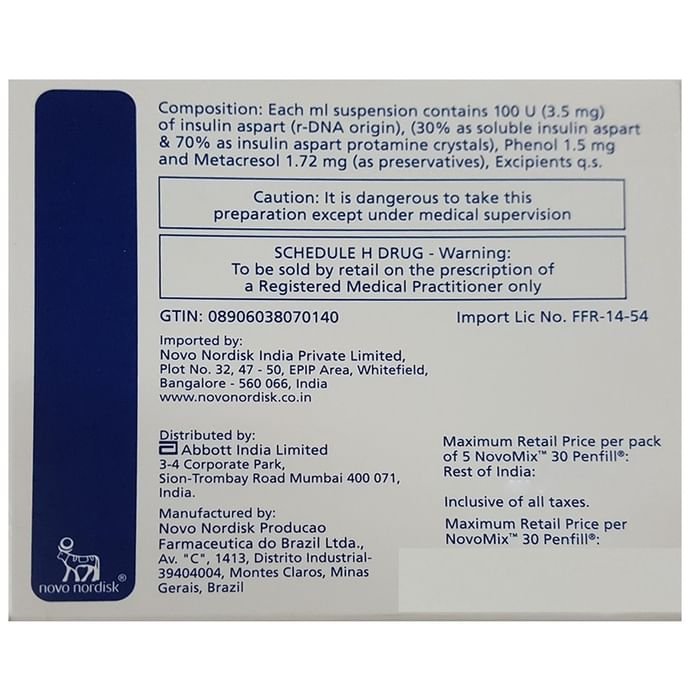 Composition: Each ml suspension contains 100 U (3.5 mg)
of insulin aspart (r-DNA origin), (30% as soluble insulin aspart
& 70% as insulin aspart protamine crystals), Phenol 1.5 mg
and Metacresol 1.72 mg (as preservatives), Excipients q.s.
Caution: It is dangerous to take this
preparation except under medical supervision
SCHEDULE H DRUG - Warning:
To be sold by retail on the prescription of
a Registered Medical Practitioner only
GTIN: 08906038070140
Import Lic No. FFR-14-54
Imported by:
Novo Nordisk India Private Limited,
Plot No. 32, 47 - 50, EPIP Area, Whitefield,
Bangalore - 560 066, India
www.novonordisk.co.in
Distributed by:
Abbott India Limited
3-4 Corporate Park,
Sion-Trombay Road Mumbai 400 071,
India.
Manufactured by:
Novo Nordisk Producao
Farmaceutica do Brazil Ltda.,
Av. "C", 1413, Distrito Industrial-
39404004, Montes Claros, Minas
Gerais, Brazil
Maximum Retail Price per pack
of 5 NovoMix™ 30 Penfill®:
Rest of India:
Inclusive of all taxes.
Maximum Retail Price per
NovoMix™ 30 Penfill®:
novo nordisk®